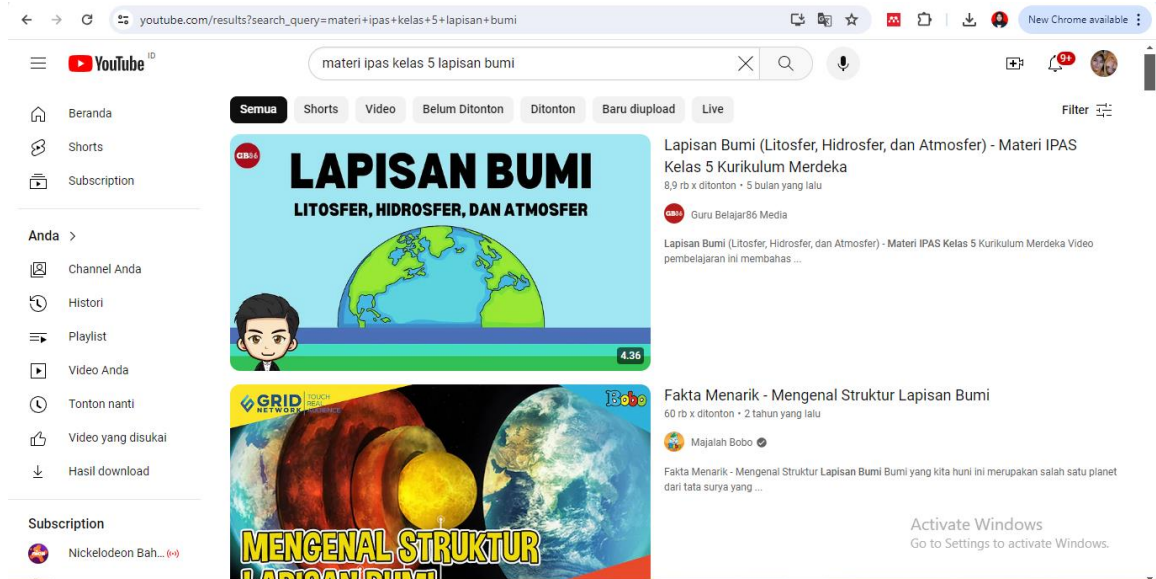 youtube.com/results?search_query=materi+ipas+kelas+5+lapisan+bumi
New Chrome available
YouTube ID
materi ipas kelas 5 lapisan bumi
9+
Beranda
Shorts
Subscription
Anda
Channel Anda
Histori
Playlist
Video Anda
Tonton nanti
Video yang disukai
Hasil download
Subscription
Nickelodeon Bah...
Semua
Shorts
Video
Belum Ditonton
Ditonton
Baru diupload
Live
Filter
GB86
LAPISAN BUMI
LITOSFER, HIDROSFER, DAN ATMOSFER
4.36
Lapisan Bumi (Litosfer, Hidrosfer, dan Atmosfer) - Materi IPAS
Kelas 5 Kurikulum Merdeka
8,9 rb x ditonton • 5 bulan yang lalu
GB86
Guru Belajar86 Media
Lapisan Bumi (Litosfer, Hidrosfer, dan Atmosfer) - Materi IPAS Kelas 5 Kurikulum Merdeka Video
pembelajaran ini membahas ...
GRID
NETWORK
TOUCH
REAL
Bobo
MENGENAL STRUKTUR
LAPISAN BUMI
Fakta Menarik - Mengenal Struktur Lapisan Bumi
60 rb x ditonton • 2 tahun yang lalu
Majalah Bobo
Fakta Menarik - Mengenal Struktur Lapisan Bumi Bumi yang kita huni ini merupakan salah satu planet
dari tata surya yang ...
Activate Windows
Go to Settings to activate Windows.